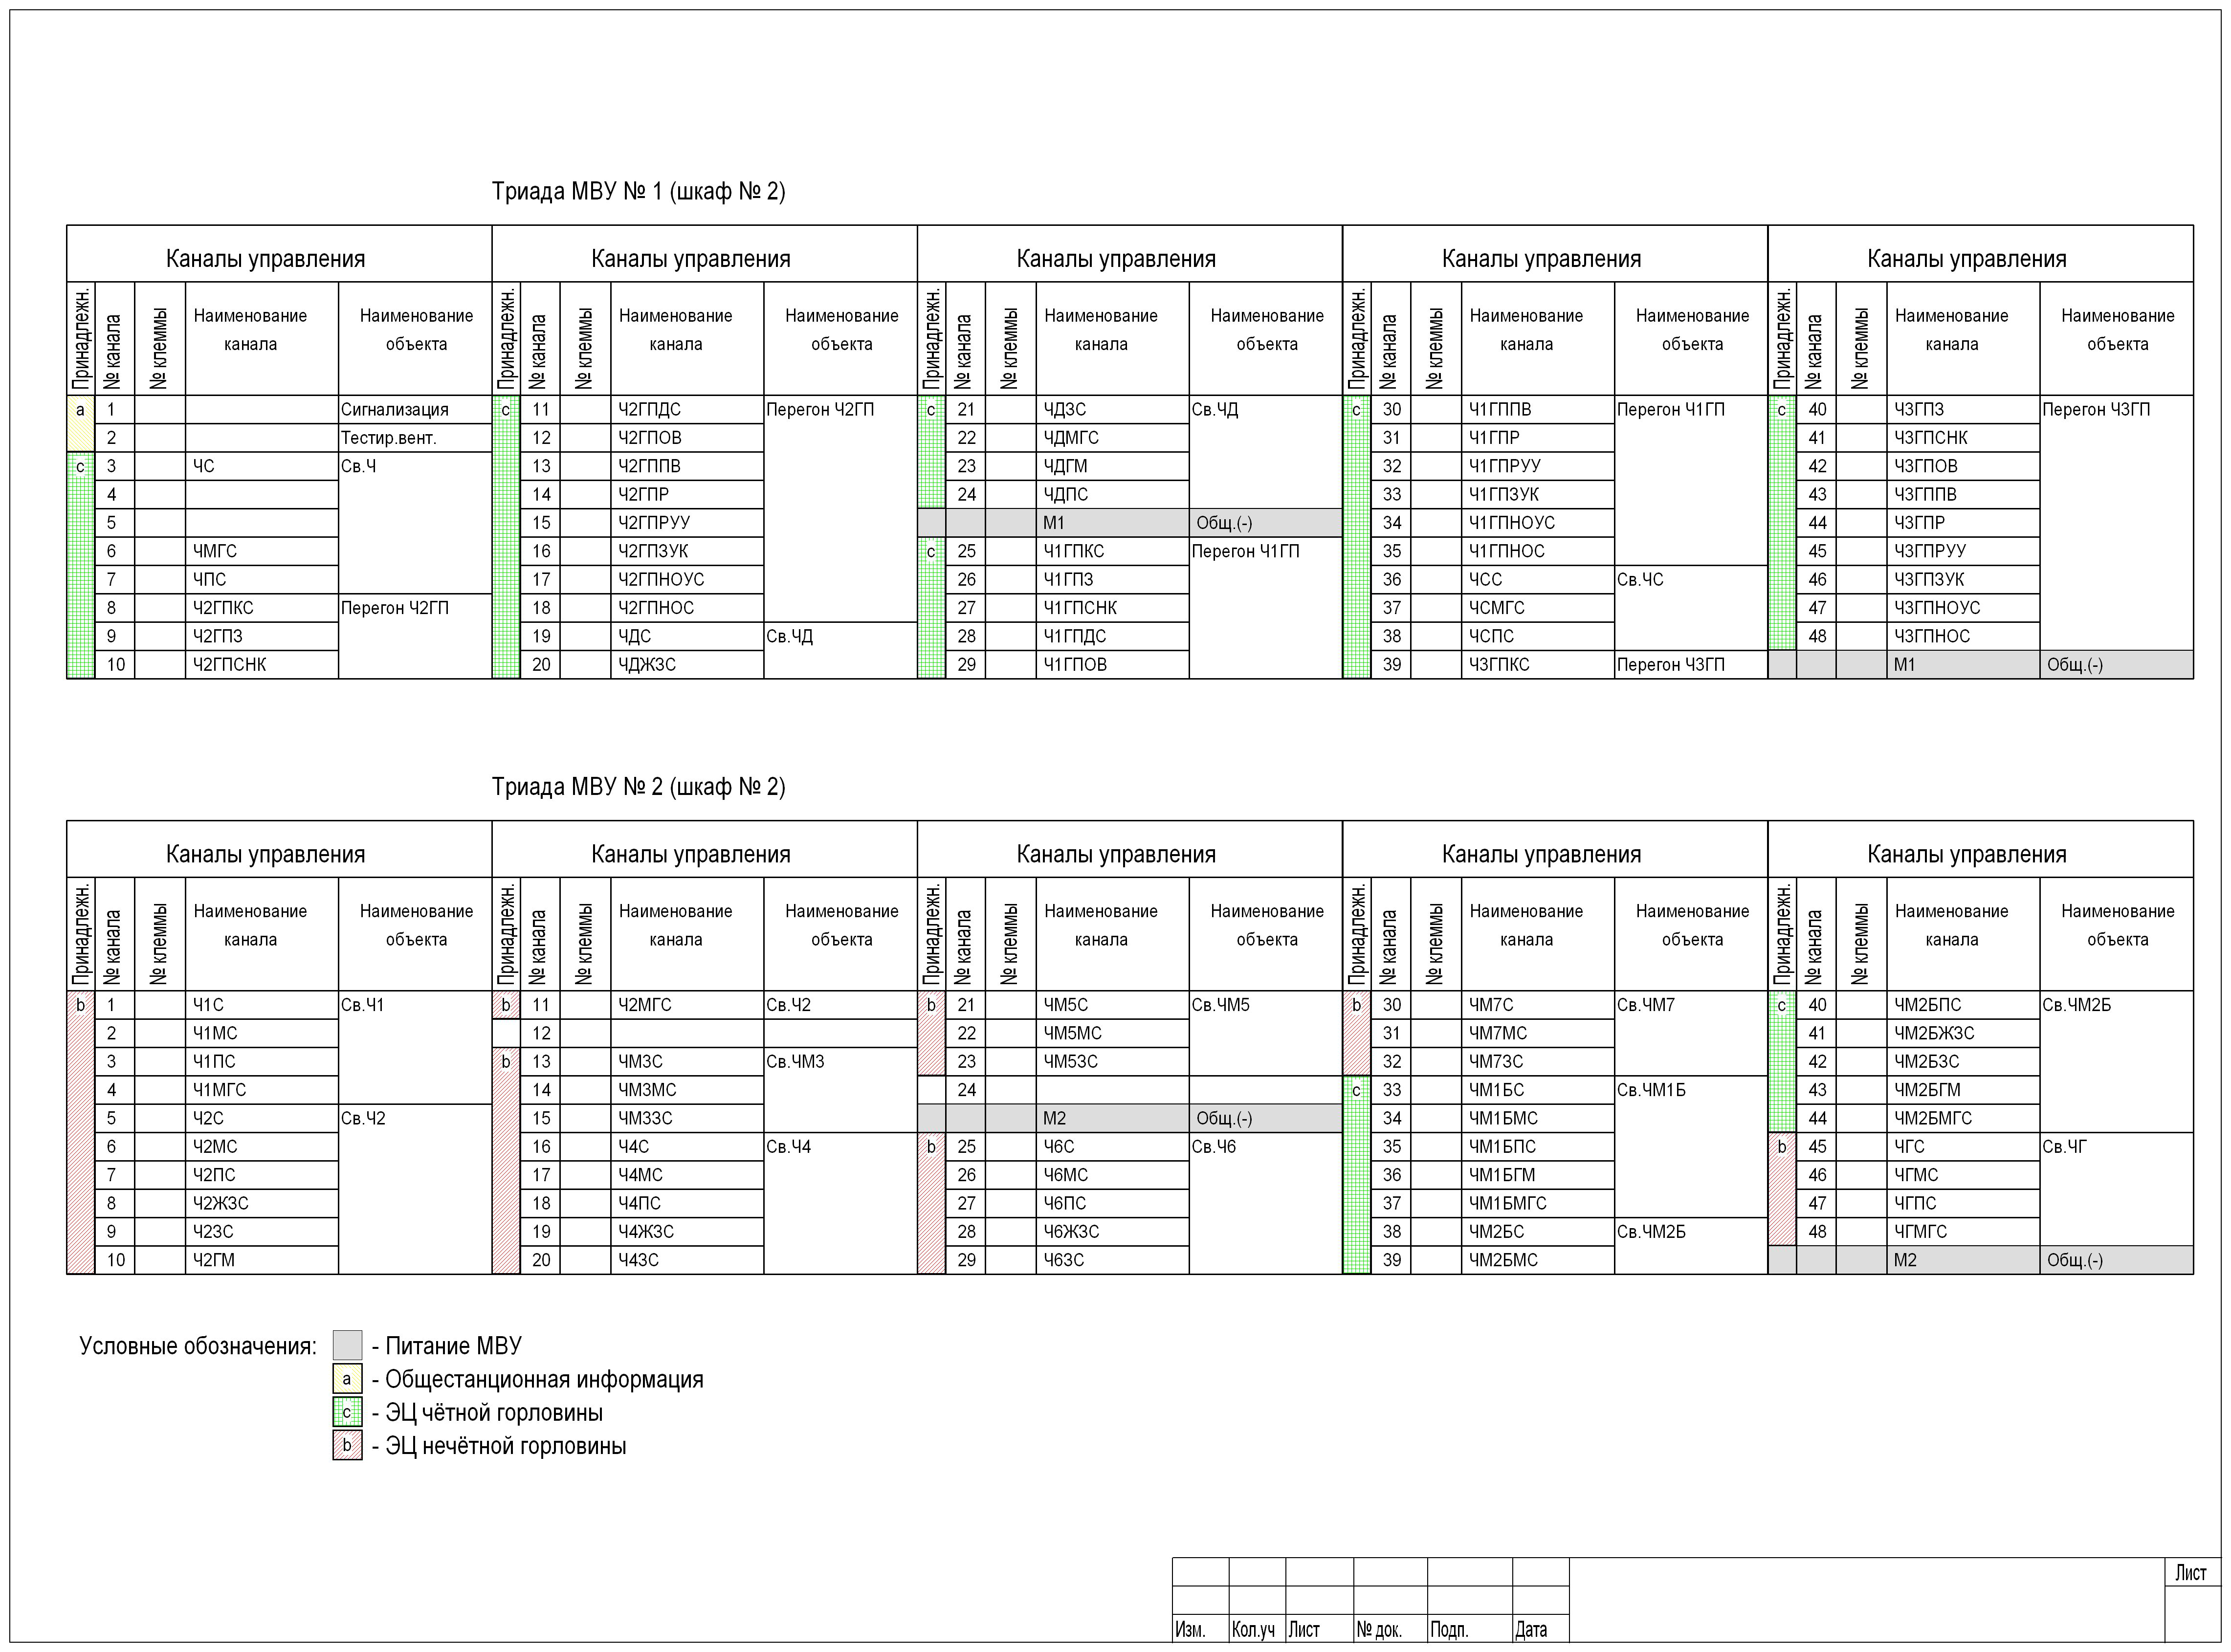 Триада МВУ № 1 (шкаф № 2)
Каналы управления Каналы управления Каналы управления Каналы управления Каналы управления
Принадлежн. № канала № клеммы Наименование канала Наименование объекта Принадлежн. № канала № клеммы Наименование канала Наименование объекта Принадлежн. № канала № клеммы Наименование канала Наименование объекта Принадлежн. № канала № клеммы Наименование канала Наименование объекта Принадлежн. № канала № клеммы Наименование канала Наименование объекта
a 1 Сигнализация c 11 Ч2ГПДС Перегон Ч2ГП c 21 ЧДЗС Св.ЧД c 30 Ч1ГППВ Перегон Ч1ГП c 40 Ч3ГПЗ Перегон Ч3ГП
2 Тестир.вент. 12 Ч2ГПОВ 22 ЧДМГС 31 Ч1ГПР 41 Ч3ГПСНК
c 3 ЧС Св.Ч 13 Ч2ГППВ 23 ЧДГМ 32 Ч1ГПРУУ 42 Ч3ГПОВ
4 14 Ч2ГПР 24 ЧДПС 33 Ч1ГПЗУК 43 Ч3ГППВ
5 15 Ч2ГПРУУ М1 Общ.(-) 34 Ч1ГПНОУС 44 Ч3ГПР
6 ЧМГС 16 Ч2ГПЗУК c 25 Ч1ГПКС Перегон Ч1ГП 35 Ч1ГПНОС 45 Ч3ГПРУУ
7 ЧПС 17 Ч2ГПНОУС 26 Ч1ГПЗ 36 ЧСС Св.ЧС 46 Ч3ГПЗУК
8 Ч2ГПКС Перегон Ч2ГП 18 Ч2ГПНОС 27 Ч1ГПСНК 37 ЧСМГС 47 Ч3ГПНОУС
9 Ч2ГПЗ 19 ЧДС Св.ЧД 28 Ч1ГПДС 38 ЧСПС 48 Ч3ГПНОС
10 Ч2ГПСНК 20 ЧДЖЗС 29 Ч1ГПОВ 39 Ч3ГПКС Перегон Ч3ГП М1 Общ.(-)
Триада МВУ № 2 (шкаф № 2)
Каналы управления Каналы управления Каналы управления Каналы управления Каналы управления
Принадлежн. № канала № клеммы Наименование канала Наименование объекта Принадлежн. № канала № клеммы Наименование канала Наименование объекта Принадлежн. № канала № клеммы Наименование канала Наименование объекта Принадлежн. № канала № клеммы Наименование канала Наименование объекта Принадлежн. № канала № клеммы Наименование канала Наименование объекта
b 1 Ч1С Св.Ч1 b 11 Ч2МГС Св.Ч2 b 21 ЧМ5С Св.ЧМ5 b 30 ЧМ7С Св.ЧМ7 c 40 ЧМ2БПС Св.ЧМ2Б
2 Ч1МС 12 22 ЧМ5МС 31 ЧМ7МС 41 ЧМ2БЖЗС
3 Ч1ПС b 13 ЧМ3С Св.ЧМ3 23 ЧМ5ЗС 32 ЧМ7ЗС 42 ЧМ2БЗС
4 Ч1МГС 14 ЧМ3МС 24 c 33 ЧМ1БС Св.ЧМ1Б 43 ЧМ2БГМ
5 Ч2С Св.Ч2 15 ЧМ3ЗС М2 Общ.(-) 34 ЧМ1БМС 44 ЧМ2БМГС
6 Ч2МС 16 Ч4С Св.Ч4 b 25 Ч6С Св.Ч6 35 ЧМ1БПС b 45 ЧГС Св.ЧГ
7 Ч2ПС 17 Ч4МС 26 Ч6МС 36 ЧМ1БГМ 46 ЧГМС
8 Ч2ЖЗС 18 Ч4ПС 27 Ч6ПС 37 ЧМ1БМГС 47 ЧГПС
9 Ч2ЗС 19 Ч4ЖЗС 28 Ч6ЖЗС 38 ЧМ2БС Св.ЧМ2Б 48 ЧГМГС
10 Ч2ГМ 20 Ч4ЗС 29 Ч6ЗС 39 ЧМ2БМС М2 Общ.(-)
Условные обозначения: - Питание МВУ
a - Общестанционная информация
c - ЭЦ чётной горловины
b - ЭЦ нечётной горловины
Лист
Изм. Кол.уч Лист № док. Подп. Дата